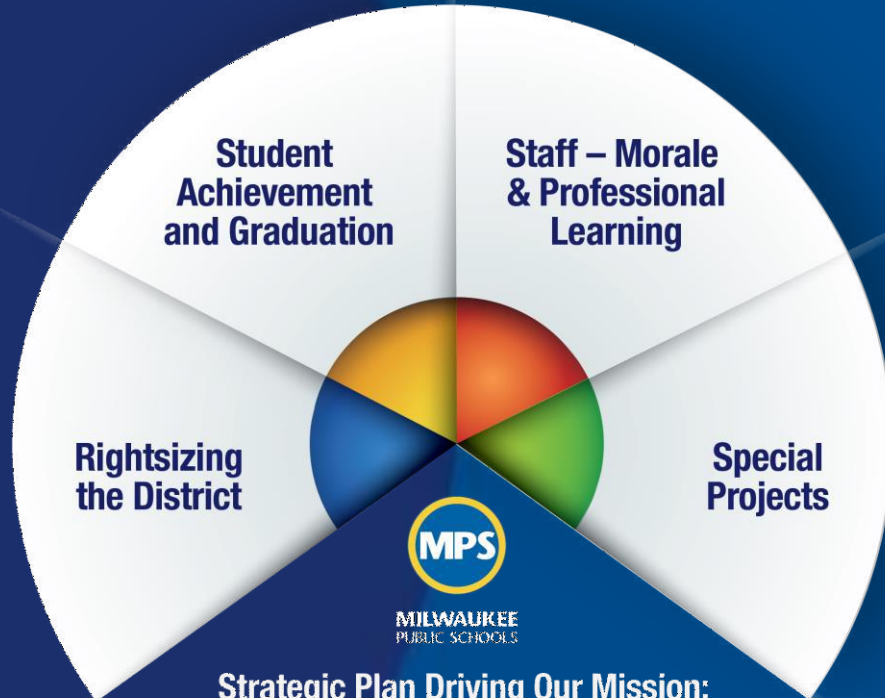 Student
Achievement
and Graduation
Staff – Morale
& Professional
Learning
Rightsizing
the District
Special
Projects
MPS
MILWAUKEE
PUBLIC SCHOOLS
Strategic Plan Driving Our Mission: